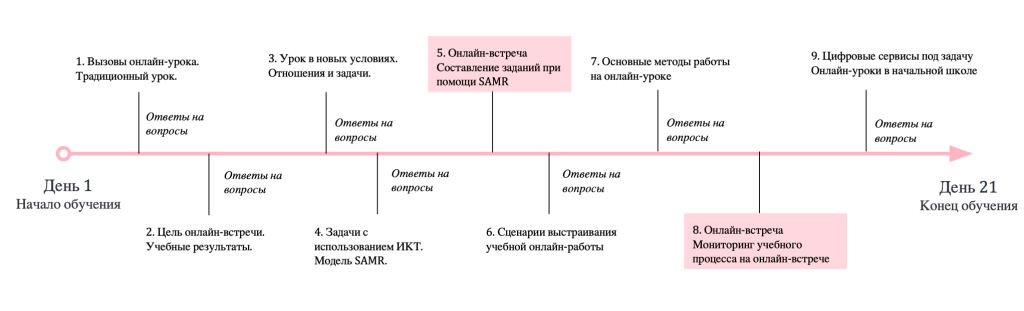 1. Вызовы онлайн-урока.
Традиционный урок.
3. Урок в новых условиях.
Отношения и задачи.
5. Онлайн-встреча
Составление заданий при
помощи SAMR
7. Основные методы работы
на онлайн-уроке
9. Цифровые сервисы под задачу
Онлайн-уроки в начальной школе
Ответы на
вопросы
Ответы на
вопросы
Ответы на
вопросы
Ответы на
вопросы
День 1
Начало обучения
Ответы на
вопросы
Ответы на
вопросы
Ответы на
вопросы
День 21
Конец обучения
2. Цель онлайн-встречи.
Учебные результаты.
4. Задачи с
использованием ИКТ.
Модель SAMR.
6. Сценарии выстраивания
учебной онлайн-работы
8. Онлайн-встреча
Мониторинг учебного
процесса на онлайн-встрече